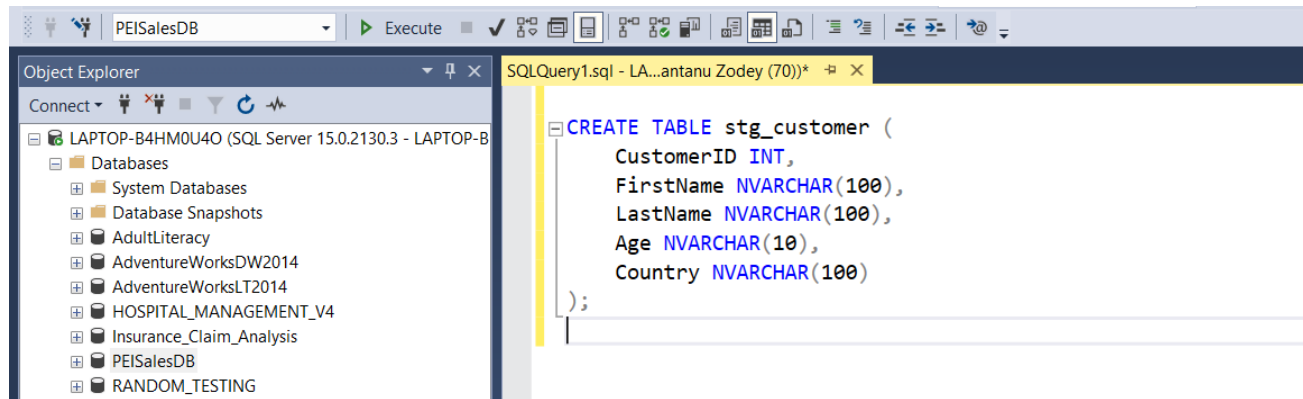 PEISalesDB
Execute
Object Explorer
SQLQuery1.sql - LA...antanu Zodey (70))*
Connect
LAPTOP-B4HM0U4O (SQL Server 15.0.2130.3 - LAPTOP-B
Databases
System Databases
Database Snapshots
AdultLiteracy
AdventureWorksDW2014
AdventureWorksLT2014
HOSPITAL_MANAGEMENT_V4
Insurance_Claim_Analysis
PEISalesDB
RANDOM_TESTING
CREATE TABLE stg_customer (
CustomerID INT,
FirstName NVARCHAR(100),
LastName NVARCHAR(100),
Age NVARCHAR(10),
Country NVARCHAR(100)
);